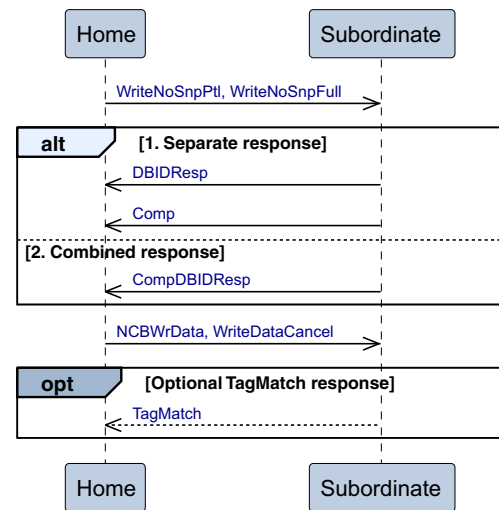 Home Subordinate
WriteNoSnpPtl, WriteNoSnpFull
alt [1. Separate response]
DBIDResp
Comp
[2. Combined response]
CompDBIDResp
NCBWrData, WriteDataCancel
opt [Optional TagMatch response]
TagMatch
Home Subordinate